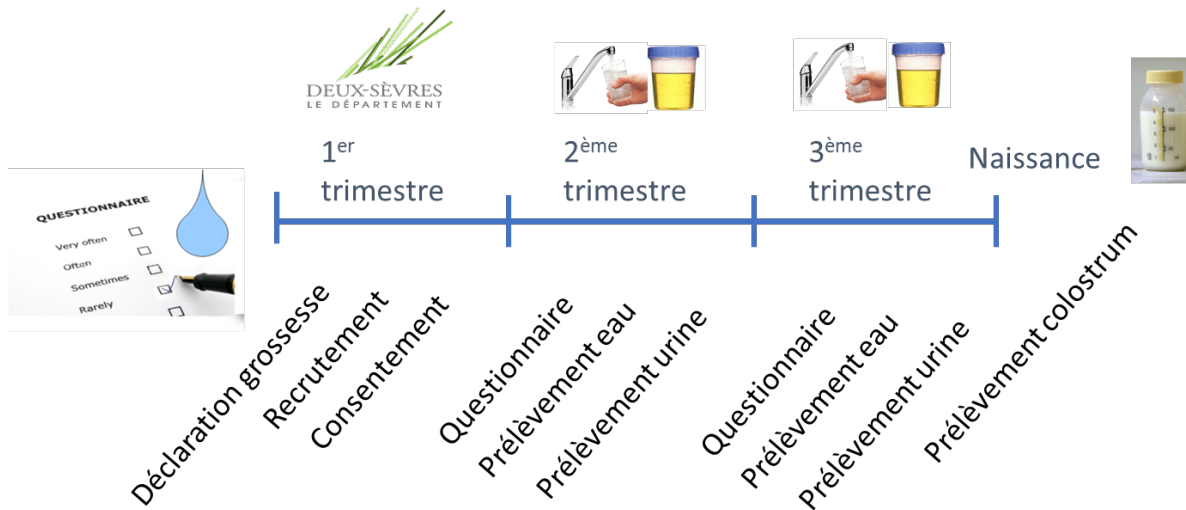 DEUX-SÈVRES
LE DÉPARTEMENT
1er
trimestre
2ème
trimestre
3ème
trimestre
Naissance
QUESTIONNAIRE
Very often
Often
Sometimes
Rarely
Déclaration grossesse
Recrutement
Consentement
Questionnaire
Prélèvement eau
Prélèvement urine
Questionnaire
Prélèvement eau
Prélèvement urine
Prélèvement colostrum